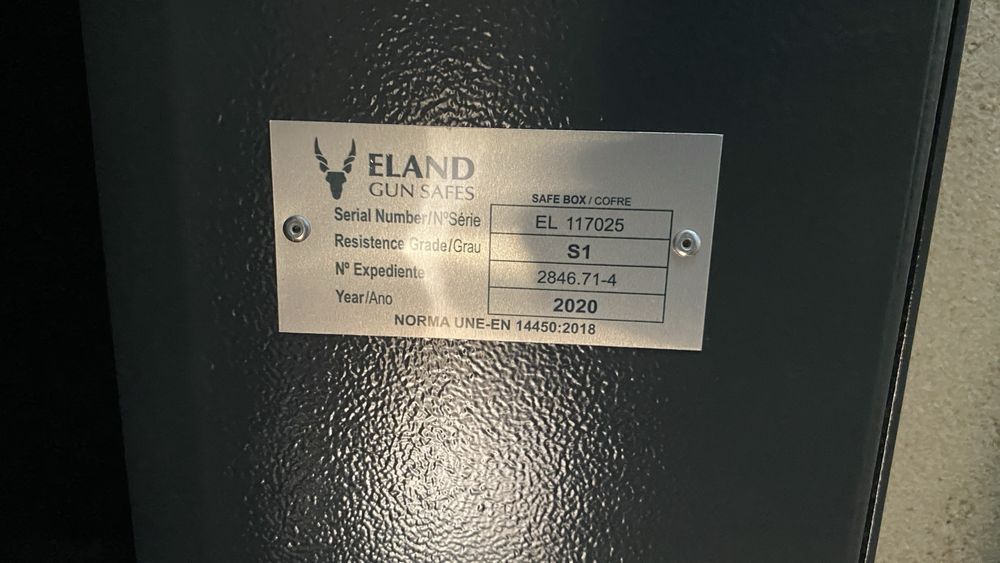 ELAND
GUN SAFES
SAFE BOX / COFRE
Serial Number/NºSérie EL 117025
Resistence Grade/Grau S1
Nº Expediente 2846.71-4
Year/Ano 2020
NORMA UNE-EN 14450:2018